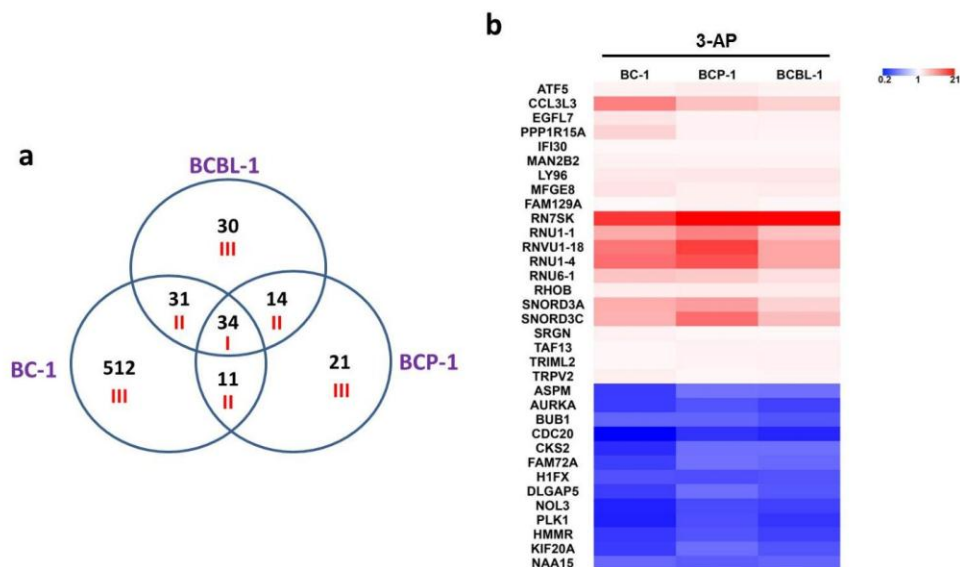 a
BCBL-1
30
III
31
II
14
II
34
I
BC-1
512
III
11
II
21
III
BCP-1
b
3-AP
BC-1 BCP-1 BCBL-1
0.2 1 21
ATF5
CCL3L3
EGFL7
PPP1R15A
IFI30
MAN2B2
LY96
MFGE8
FAM129A
RN7SK
RNU1-1
RNVU1-18
RNU1-4
RNU6-1
RHOB
SNORD3A
SNORD3C
SRGN
TAF13
TRIML2
TRPV2
ASPM
AURKA
BUB1
CDC20
CKS2
FAM72A
H1FX
DLGAP5
NOL3
PLK1
HMMR
KIF20A
NAA15